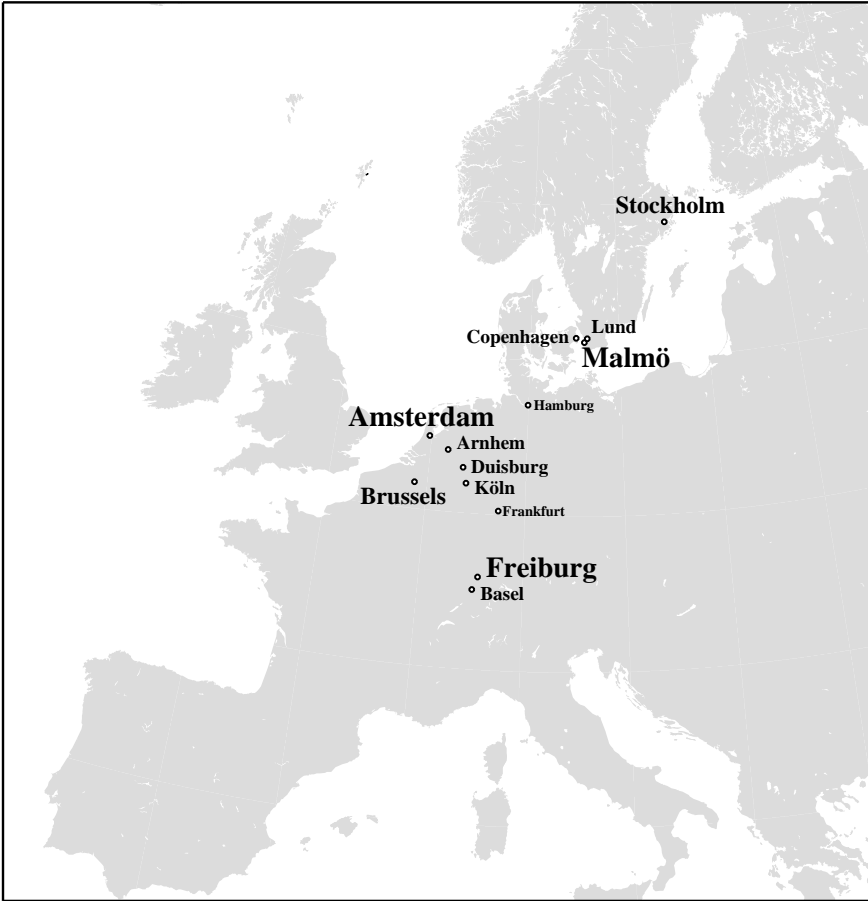 Stockholm
Copenhagen
Lund
Malmö
Hamburg
Amsterdam
Arnhem
Duisburg
Brussels
Köln
Frankfurt
Freiburg
Basel